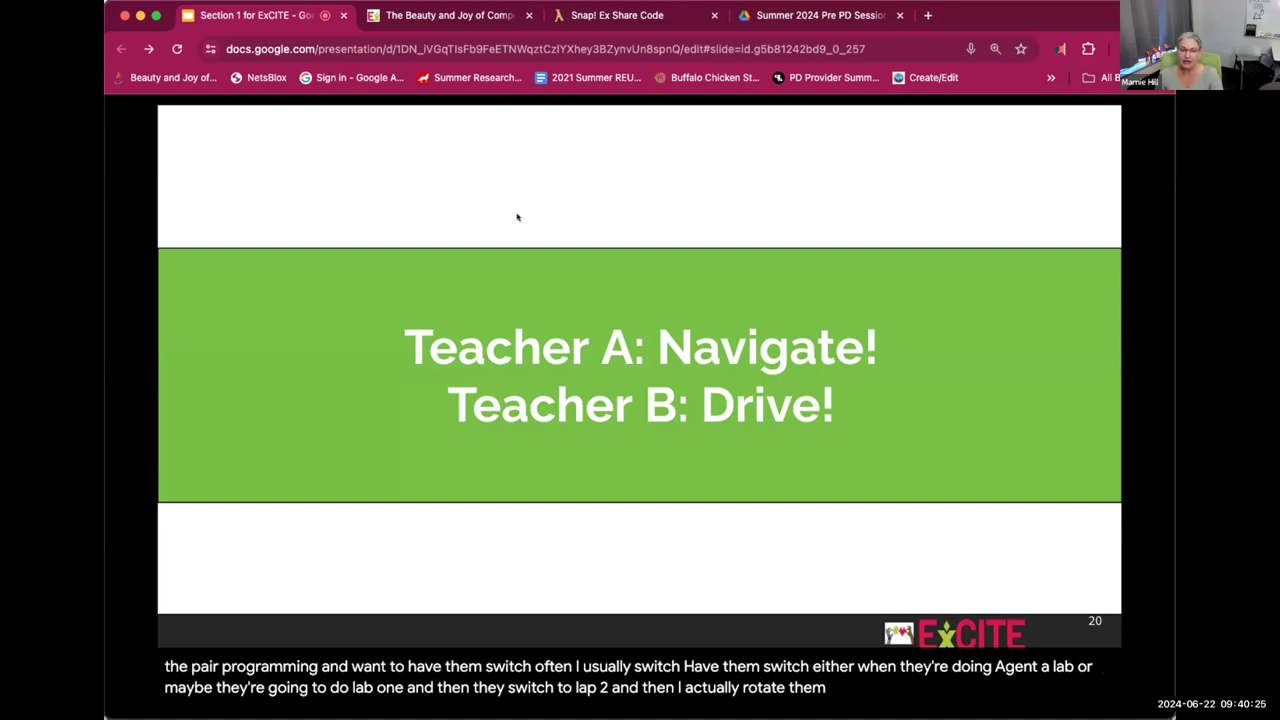 Section 1 for ExCITE - Go
The Beauty and Joy of Comp
Snap! Ex Share Code
Summer 2024 Pre PD Sessio
docs.google.com/presentation/d/1DN_iVGqTIsFb9FeETNWqztCzIYXhey3BZynvUn8spnQ/edit#slide=id.g5b81242bd9_0_257
Beauty and Joy of...
NetsBlox
Sign in - Google A...
Summer Research...
2021 Summer REU...
Buffalo Chicken St...
PD Provider Summ...
Create/Edit
»
All B
Marnie Hill
Teacher A: Navigate!
Teacher B: Drive!
ExCITE
20
the pair programming and want to have them switch often I usually switch Have them switch either when they're doing Agent a lab or
maybe they're going to do lab one and then they switch to lap 2 and then I actually rotate them
2024-06-22 09:40:25